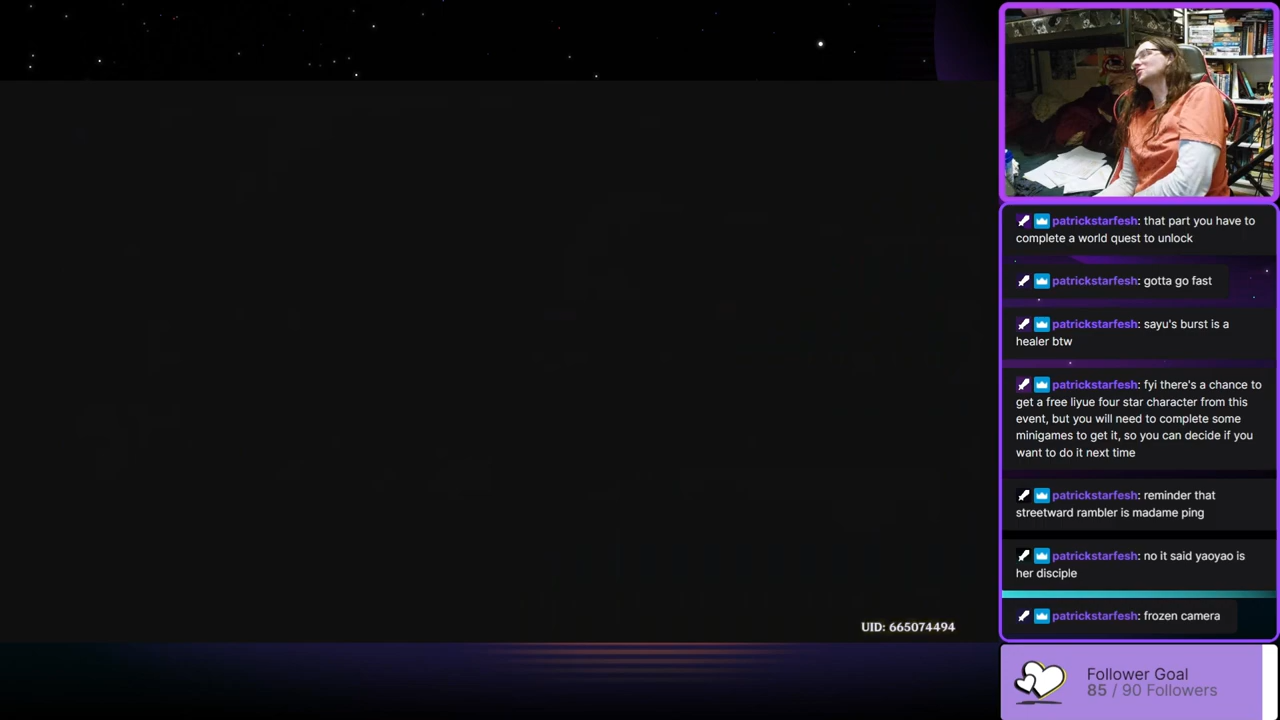 patrickstarfesh: that part you have to
complete a world quest to unlock
patrickstarfesh: gotta go fast
patrickstarfesh: sayu's burst is a
healer btw
patrickstarfesh: fyi there's a chance to
get a free liyue four star character from this
event, but you will need to complete some
minigames to get it, so you can decide if you
want to do it next time
patrickstarfesh: reminder that
streetward rambler is madame ping
patrickstarfesh: no it said yaoyao is
her disciple
patrickstarfesh: frozen camera
UID: 665074494
Follower Goal
85 / 90 Followers